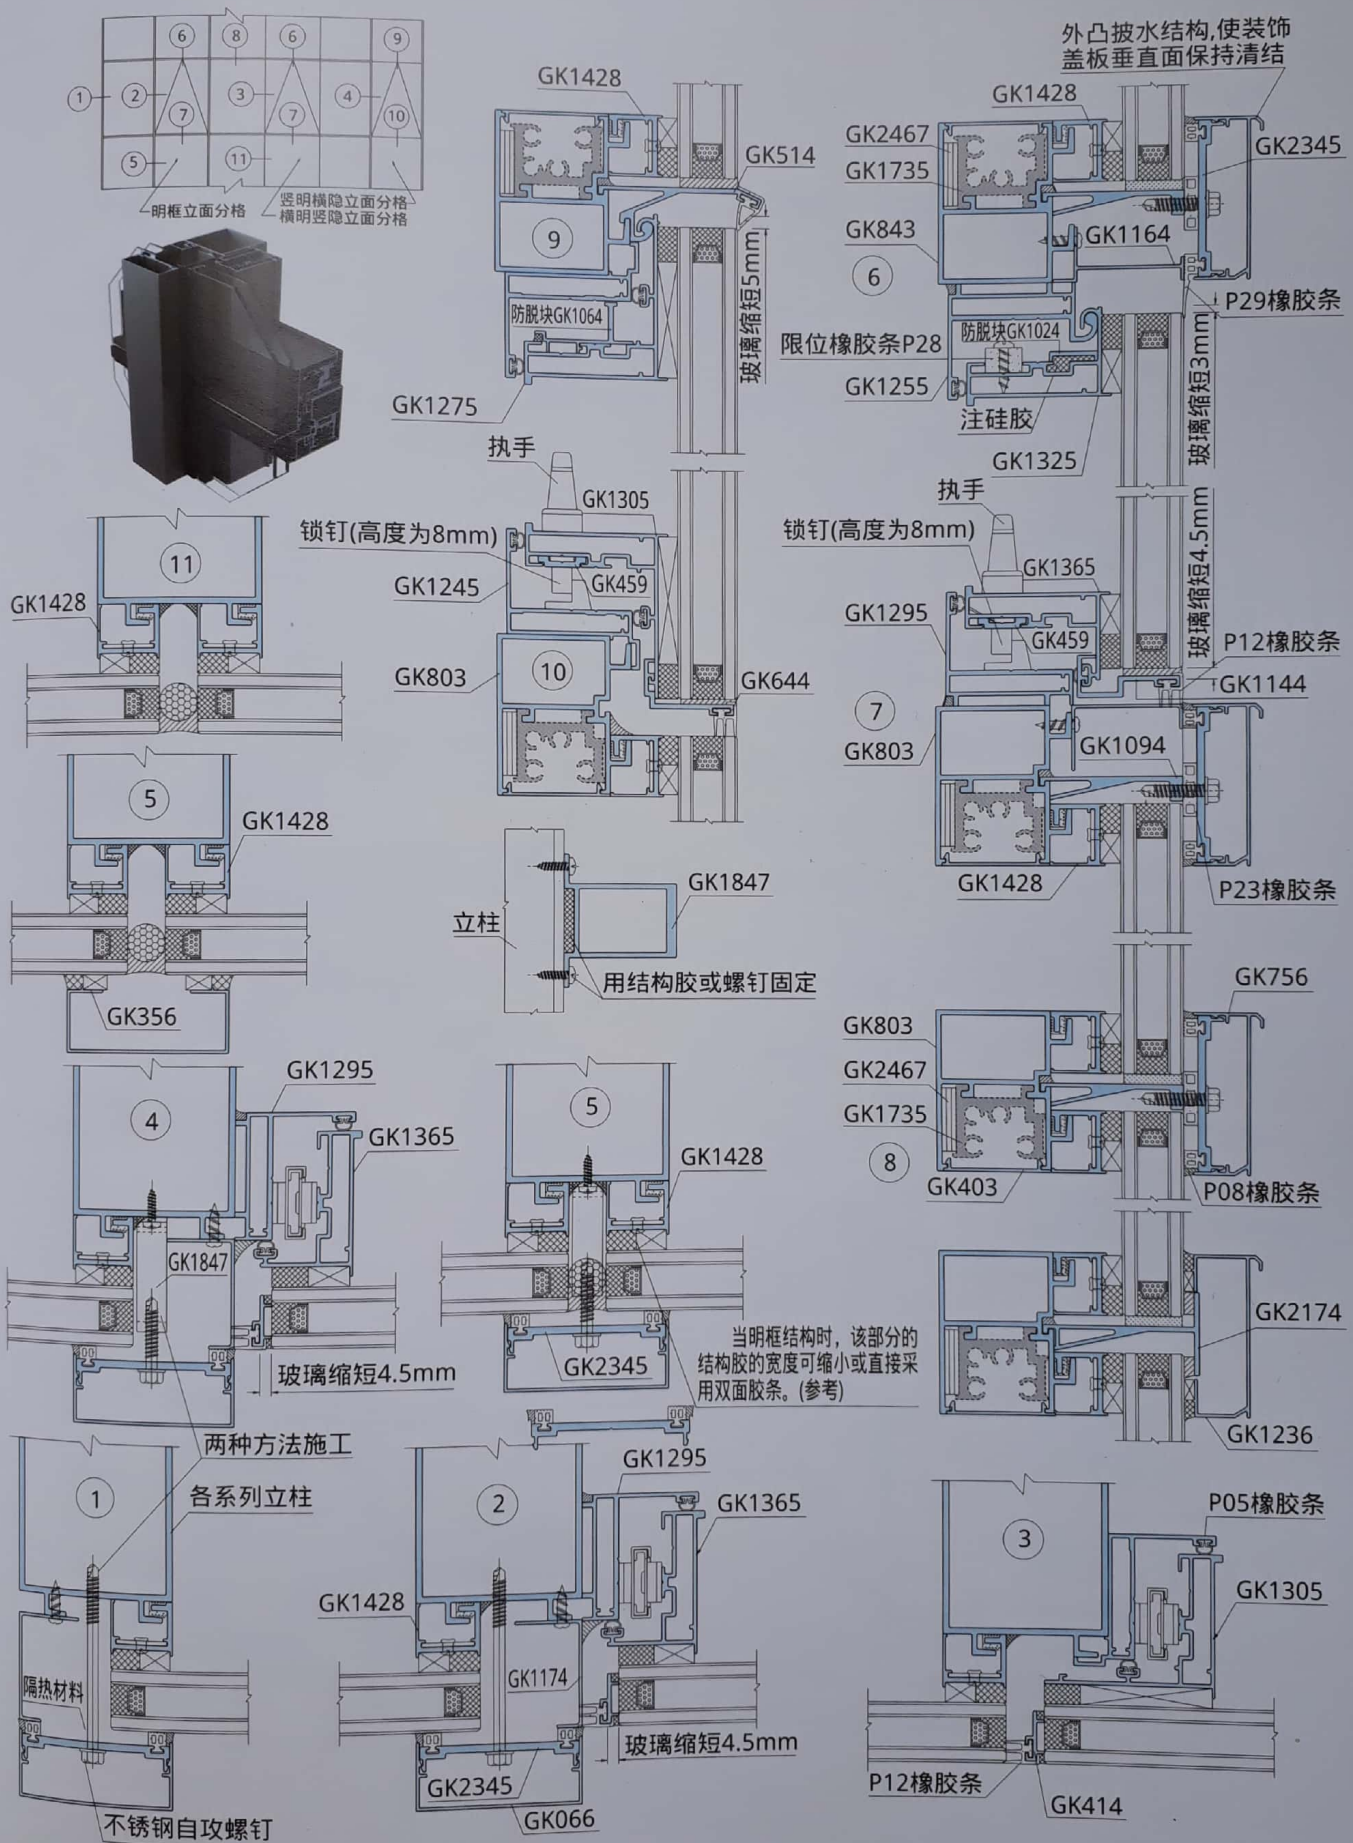 ⑥
⑧
⑥
⑨
①
②
③
④
⑦
⑦
⑩
⑤
⑪
明框立面分格
竖明横隐立面分格
横明竖隐立面分格
GK1428
GK514
⑨
玻璃缩短5mm
防脱块GK1064
GK1275
执手
GK1305
锁钉(高度为8mm)
GK459
GK1245
GK803
⑩
GK644
外凸披水结构,使装饰
盖板垂直面保持清结
GK1428
GK2467
GK2345
GK1735
GK843
GK1164
⑥
P29橡胶条
防脱块GK1024
限位橡胶条P28
玻璃缩短3mm
GK1255
注硅胶
GK1325
执手
锁钉(高度为8mm)
玻璃缩短4.5mm
GK1365
GK1295
GK459
P12橡胶条
GK1144
⑦
GK803
GK1094
GK1428
P23橡胶条
GK756
GK803
GK2467
GK1735
⑧
GK403
P08橡胶条
GK2174
GK1236
⑪
GK1428
⑤
GK1428
GK356
立柱
GK1847
用结构胶或螺钉固定
④
GK1295
GK1365
GK1847
玻璃缩短4.5mm
两种方法施工
⑤
GK1428
GK2345
当明框结构时，该部分的
结构胶的宽度可缩小或直接采
用双面胶条。(参考)
①
各系列立柱
隔热材料
不锈钢自攻螺钉
②
GK1295
GK1365
GK1428
GK1174
玻璃缩短4.5mm
GK2345
GK066
③
P05橡胶条
GK1305
P12橡胶条
GK414